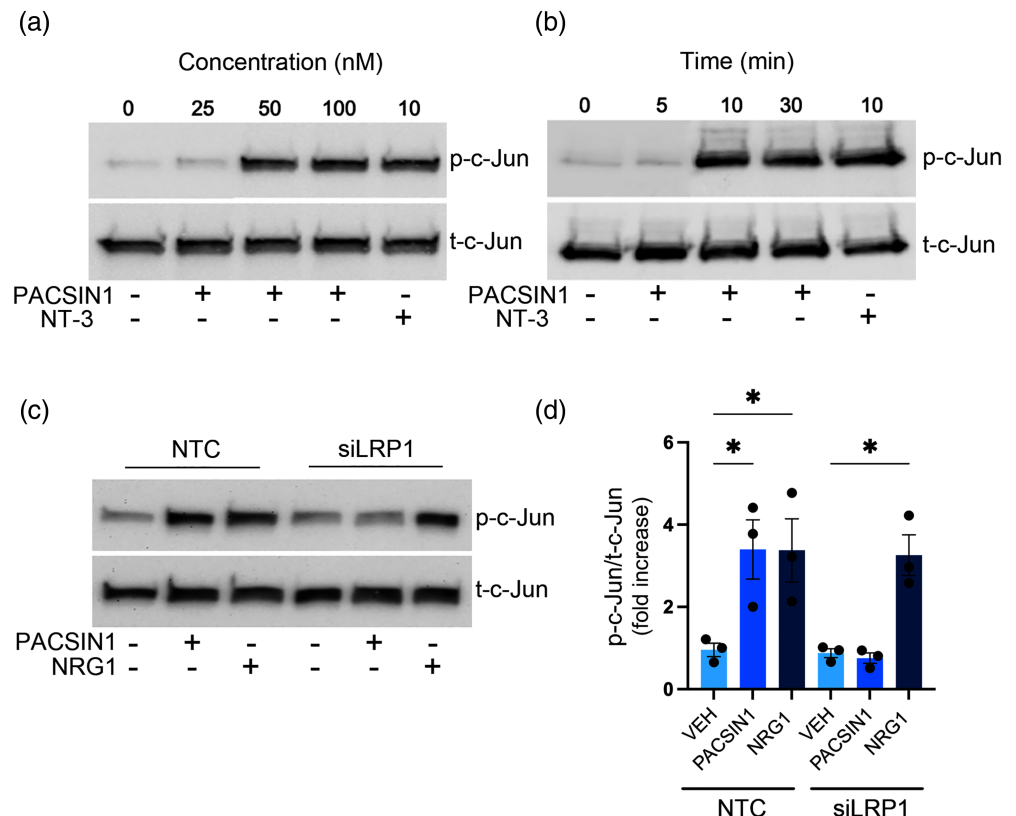 (a)
Concentration (nM)
0 25 50 100 10
p-c-Jun
t-c-Jun
PACSIN1 - + + + -
NT-3 - - - - +
(b)
Time (min)
0 5 10 30 10
p-c-Jun
t-c-Jun
PACSIN1 - + + + -
NT-3 - - - - +
(c)
NTC siLRP1
p-c-Jun
t-c-Jun
PACSIN1 - + - - + -
NRG1 - - + - - +
(d)
* 
* *
p-c-Jun/t-c-Jun
(fold increase)
6
4
2
0
VEH PACSIN1 NRG1 VEH PACSIN1 NRG1
NTC siLRP1